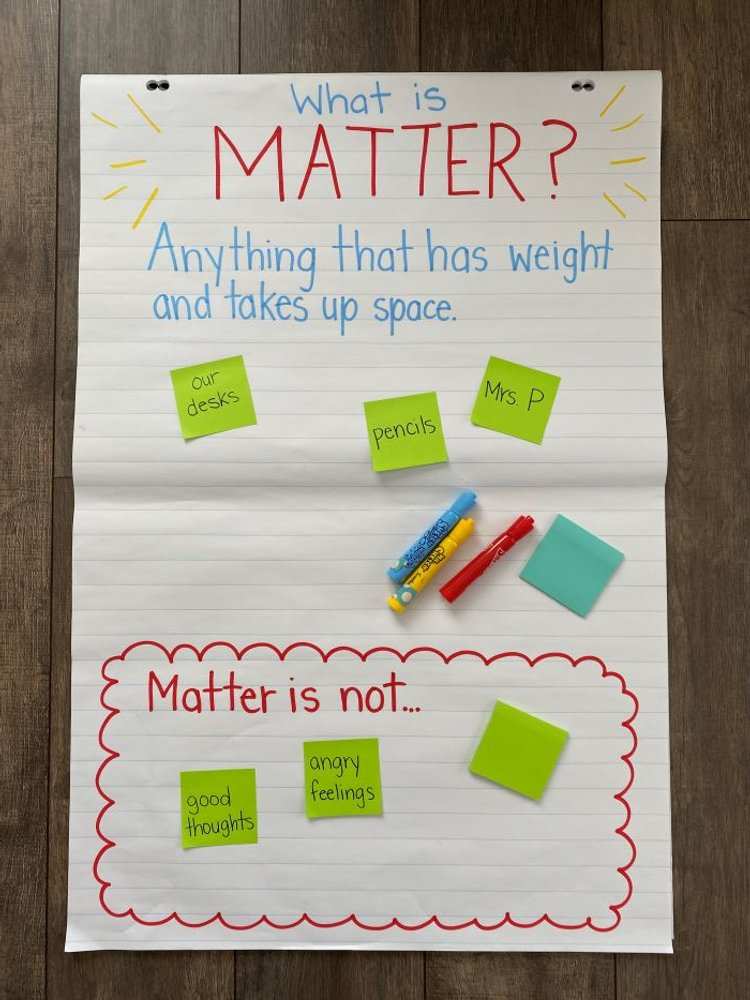 What is
MATTER?
Anything that has weight
and takes up space.
our
desks
pencils
Mrs. P
Matter is not...
angry
feelings
good
thoughts